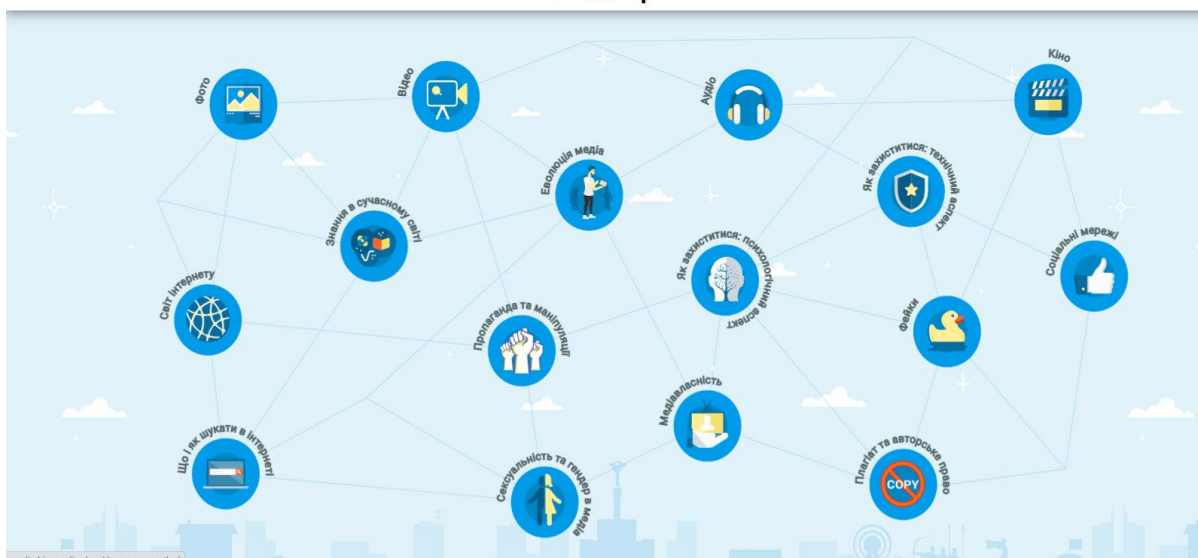 Фото
Відео
Аудіо
Кіно
Еволюція медіа
Як захиститися: технічний аспект
Знання в сучасному світі
Як захиститися: психологічний аспект
Соціальні мережі
Світ інтернету
Пропаганда та маніпуляції
Фейки
Медіавласність
Що і як шукати в інтернеті
Сексуальність та гендер в медіа
Плагіат та авторське право
COPY